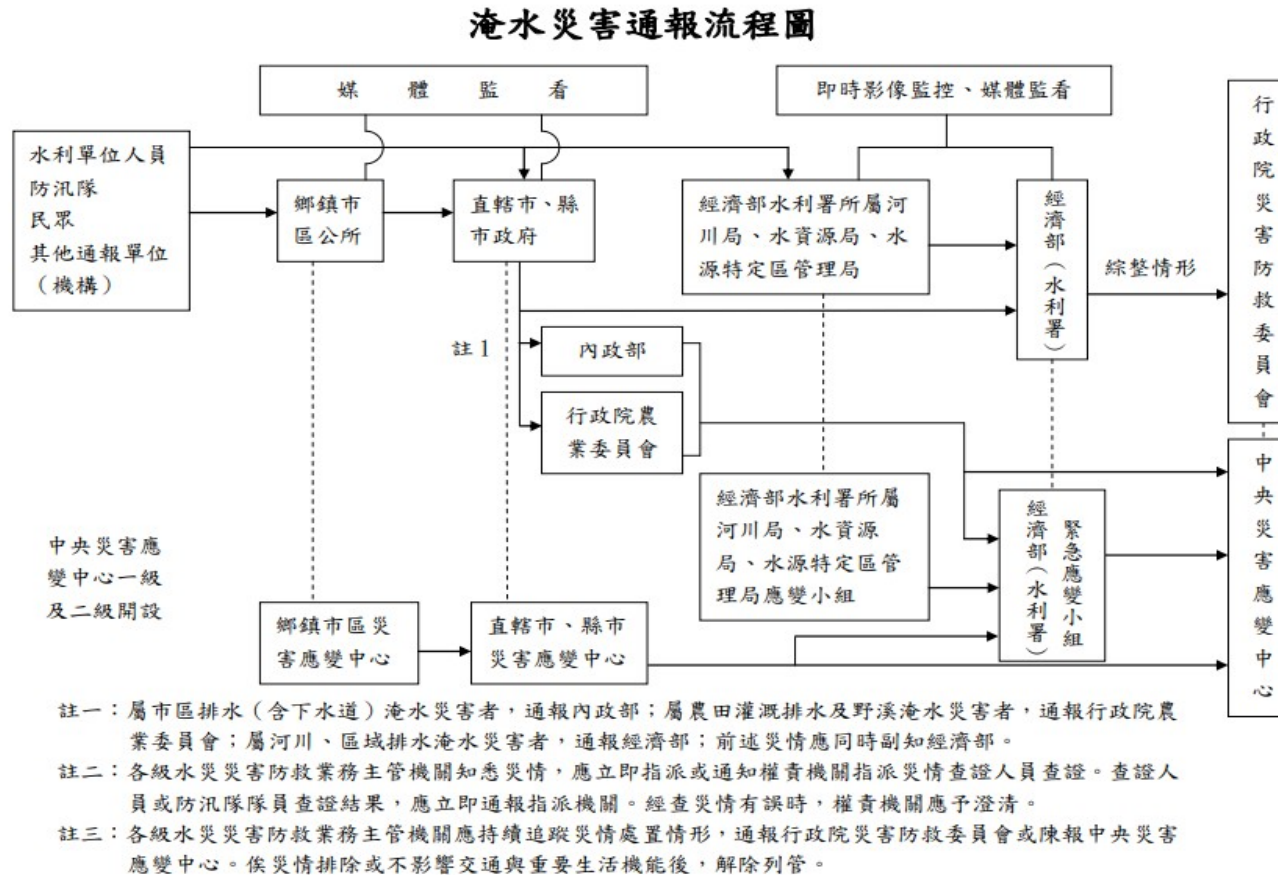 淹水災害通報流程圖
媒體監看
即時影像監控、媒體監看
水利單位人員
防汛隊
民眾
其他通報單位
（機構）
鄉鎮市
區公所
直轄市、縣
市政府
經濟部水利署所屬河
川局、水資源局、水
源特定區管理局
經濟部（水利署）
綜整情形
行政院災害防救委員會
註1
內政部
行政院農
業委員會
經濟部水利署所屬
河川局、水資源
局、水源特定區管
理局應變小組
經濟部（水利署）
緊急應變小組
中央災害應變中心
中央災害應
變中心一級
及二級開設
鄉鎮市區災
害應變中心
直轄市、縣市
災害應變中心
註一：屬市區排水（含下水道）淹水災害者，通報內政部；屬農田灌溉排水及野溪淹水災害者，通報行政院農
業委員會；屬河川、區域排水淹水災害者，通報經濟部；前述災情應同時副知經濟部。
註二：各級水災災害防救業務主管機關知悉災情，應立即指派或通知權責機關指派災情查證人員查證。查證人
員或防汛隊隊員查證結果，應立即通報指派機關。經查災情有誤時，權責機關應予澄清。
註三：各級水災災害防救業務主管機關應持續追蹤災情處置情形，通報行政院災害防救委員會或陳報中央災害
應變中心。俟災情排除或不影響交通與重要生活機能後，解除列管。